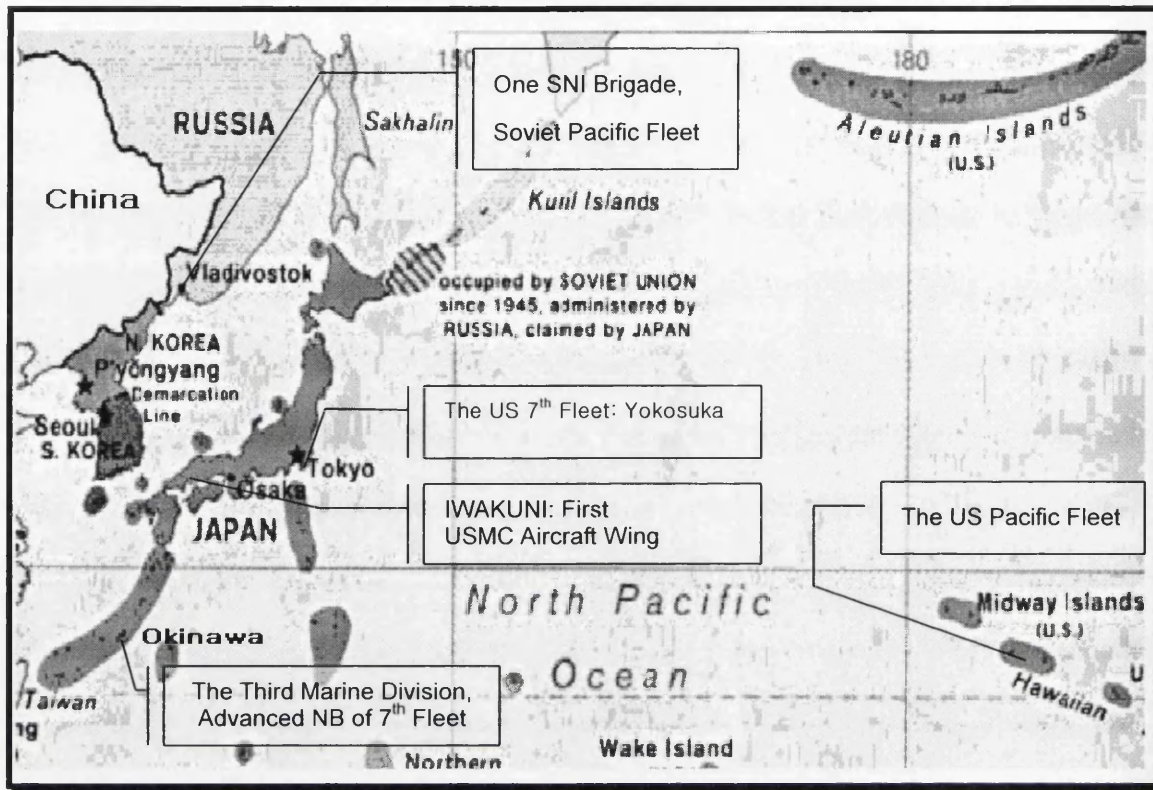 150
180
One SNI Brigade,
Soviet Pacific Fleet
RUSSIA
Sakhalin
Aleutian Islands
(U.S.)
China
Kuril Islands
Vladivostok
occupied by SOVIET UNION
since 1945, administered by
RUSSIA, claimed by JAPAN
N. KOREA
P'yongyang
Demarcation
Line
Seoul
S. KOREA
The US 7th Fleet: Yokosuka
Tokyo
Osaka
IWAKUNI: First
USMC Aircraft Wing
JAPAN
The US Pacific Fleet
North Pacific
Ocean
Midway Islands
(U.S.)
Okinawa
The Third Marine Division,
Advanced NB of 7th Fleet
Taiwan
Hawaiian
U
ng
Wake Island
Northern